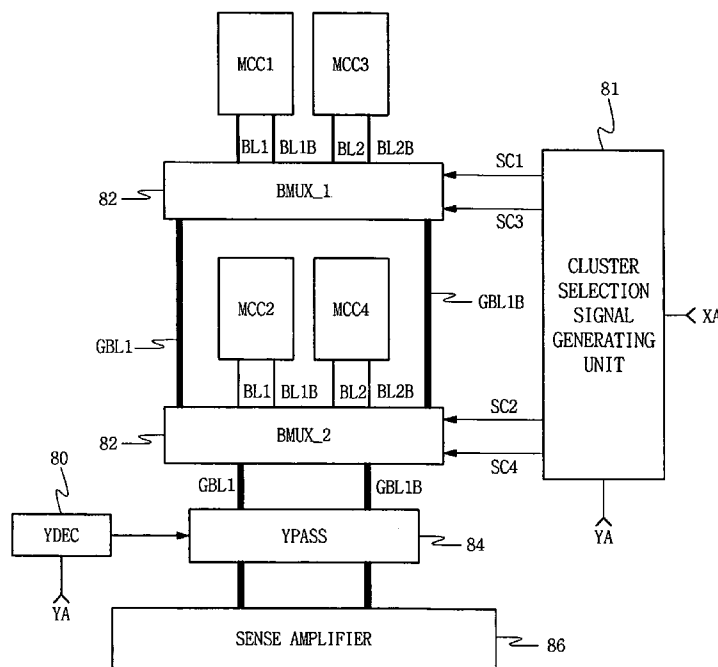 MCC1
MCC3
81
BL1
BL1B
BL2
BL2B
SC1
82
BMUX_1
SC3
CLUSTER
SELECTION
SIGNAL
GENERATING
UNIT
XA
MCC2
MCC4
GBL1B
GBL1
BL1
BL1B
BL2
BL2B
SC2
82
BMUX_2
SC4
80
GBL1
GBL1B
YA
YDEC
YPASS
84
YA
SENSE AMPLIFIER
86